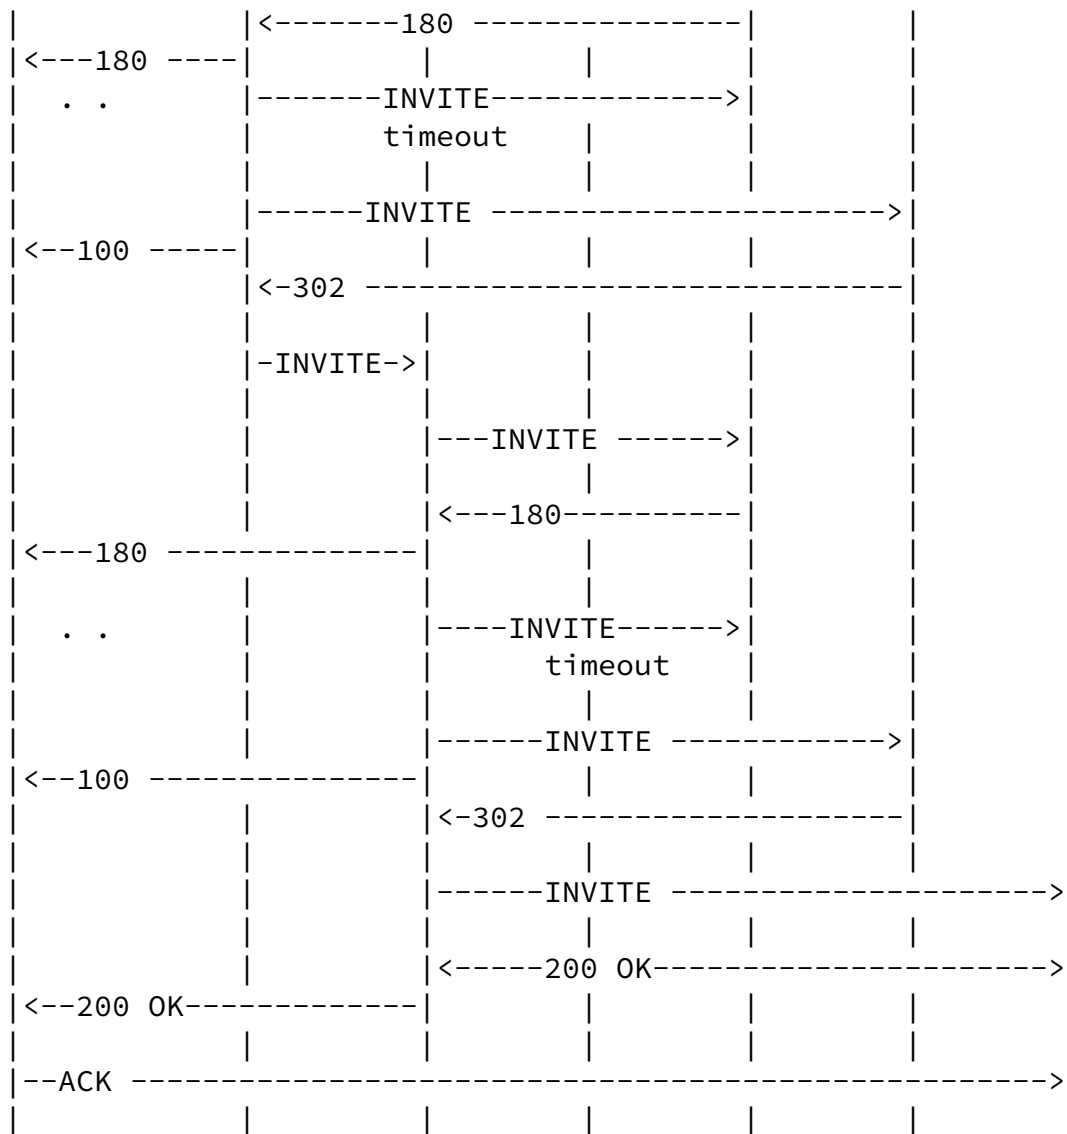 |            |<-------180 ---------------|        |
|<---180 ----|         |        |        |        |
|  . .       |-------INVITE------------->|        |
|            |       timeout    |        |        |
|            |         |        |        |        |
|            |------INVITE ---------------------->|
|<--100 -----|         |        |        |        |
|            |<-302 ------------------------------|
|            |         |        |        |        |
|            |-INVITE->|        |        |        |
|            |         |        |        |        |
|            |         |---INVITE ------>|        |
|            |         |        |        |        |
|            |         |<---180----------|        |
|<---180 --------------|        |        |        |
|            |         |        |        |        |
|  . .       |         |----INVITE------>|        |
|            |         |      timeout    |        |
|            |         |        |        |        |
|            |         |------INVITE ------------>|
|<--100 ---------------|        |        |        |
|            |         |<-302 --------------------|
|            |         |        |        |        |
|            |         |------INVITE --------------------->
|            |         |        |        |        |
|            |         |<-----200 OK---------------------->
|<--200 OK-------------|        |        |        |
|            |         |        |        |        |
|--ACK --------------------------------------------------->
|            |         |        |        |        |